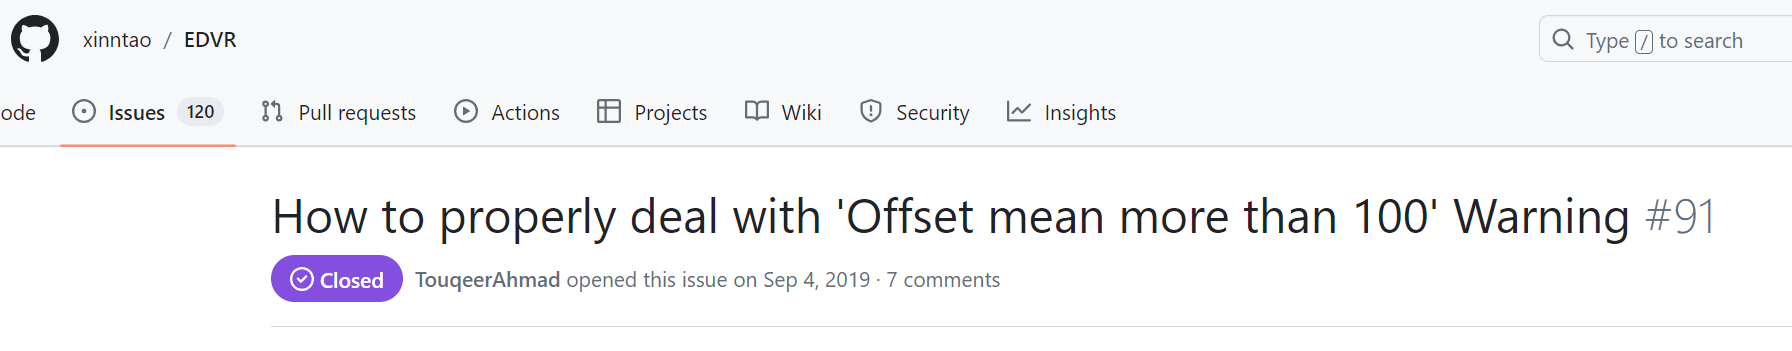 xinntao / EDVR
Type / to search
ode Issues 120 Pull requests Actions Projects Wiki Security Insights
How to properly deal with 'Offset mean more than 100' Warning #91
Closed TouqeerAhmad opened this issue on Sep 4, 2019 · 7 comments